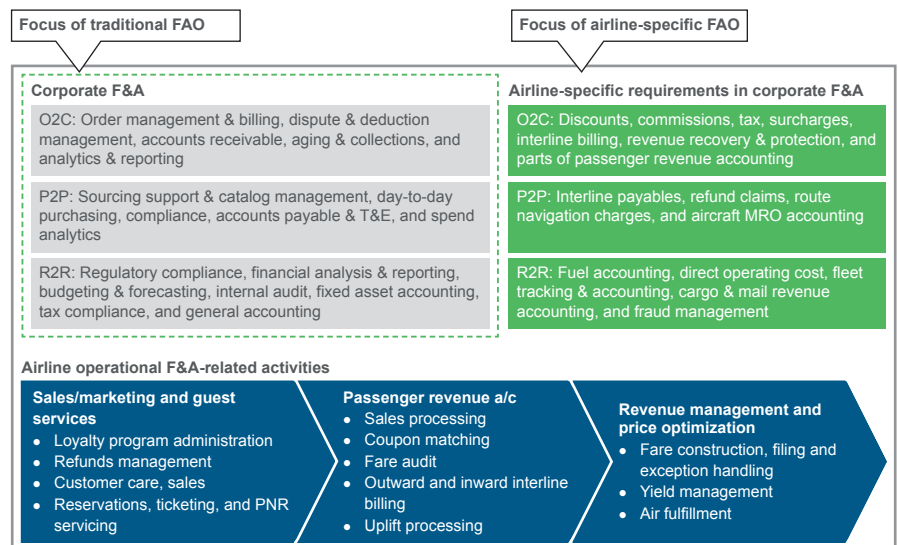 Focus of traditional FAO
Focus of airline-specific FAO
Corporate F&A
O2C: Order management & billing, dispute & deduction
management, accounts receivable, aging & collections, and
analytics & reporting
P2P: Sourcing support & catalog management, day-to-day
purchasing, compliance, accounts payable & T&E, and spend
analytics
R2R: Regulatory compliance, financial analysis & reporting,
budgeting & forecasting, internal audit, fixed asset accounting,
tax compliance, and general accounting
Airline-specific requirements in corporate F&A
O2C: Discounts, commissions, tax, surcharges,
interline billing, revenue recovery & protection, and
parts of passenger revenue accounting
P2P: Interline payables, refund claims, route
navigation charges, and aircraft MRO accounting
R2R: Fuel accounting, direct operating cost, fleet
tracking & accounting, cargo & mail revenue
accounting, and fraud management
Airline operational F&A-related activities
Sales/marketing and guest
services
● Loyalty program administration
● Refunds management
● Customer care, sales
● Reservations, ticketing, and PNR
servicing
Passenger revenue a/c
● Sales processing
● Coupon matching
● Fare audit
● Outward and inward interline
billing
● Uplift processing
Revenue management and
price optimization
● Fare construction, filing and
exception handling
● Yield management
● Air fulfillment